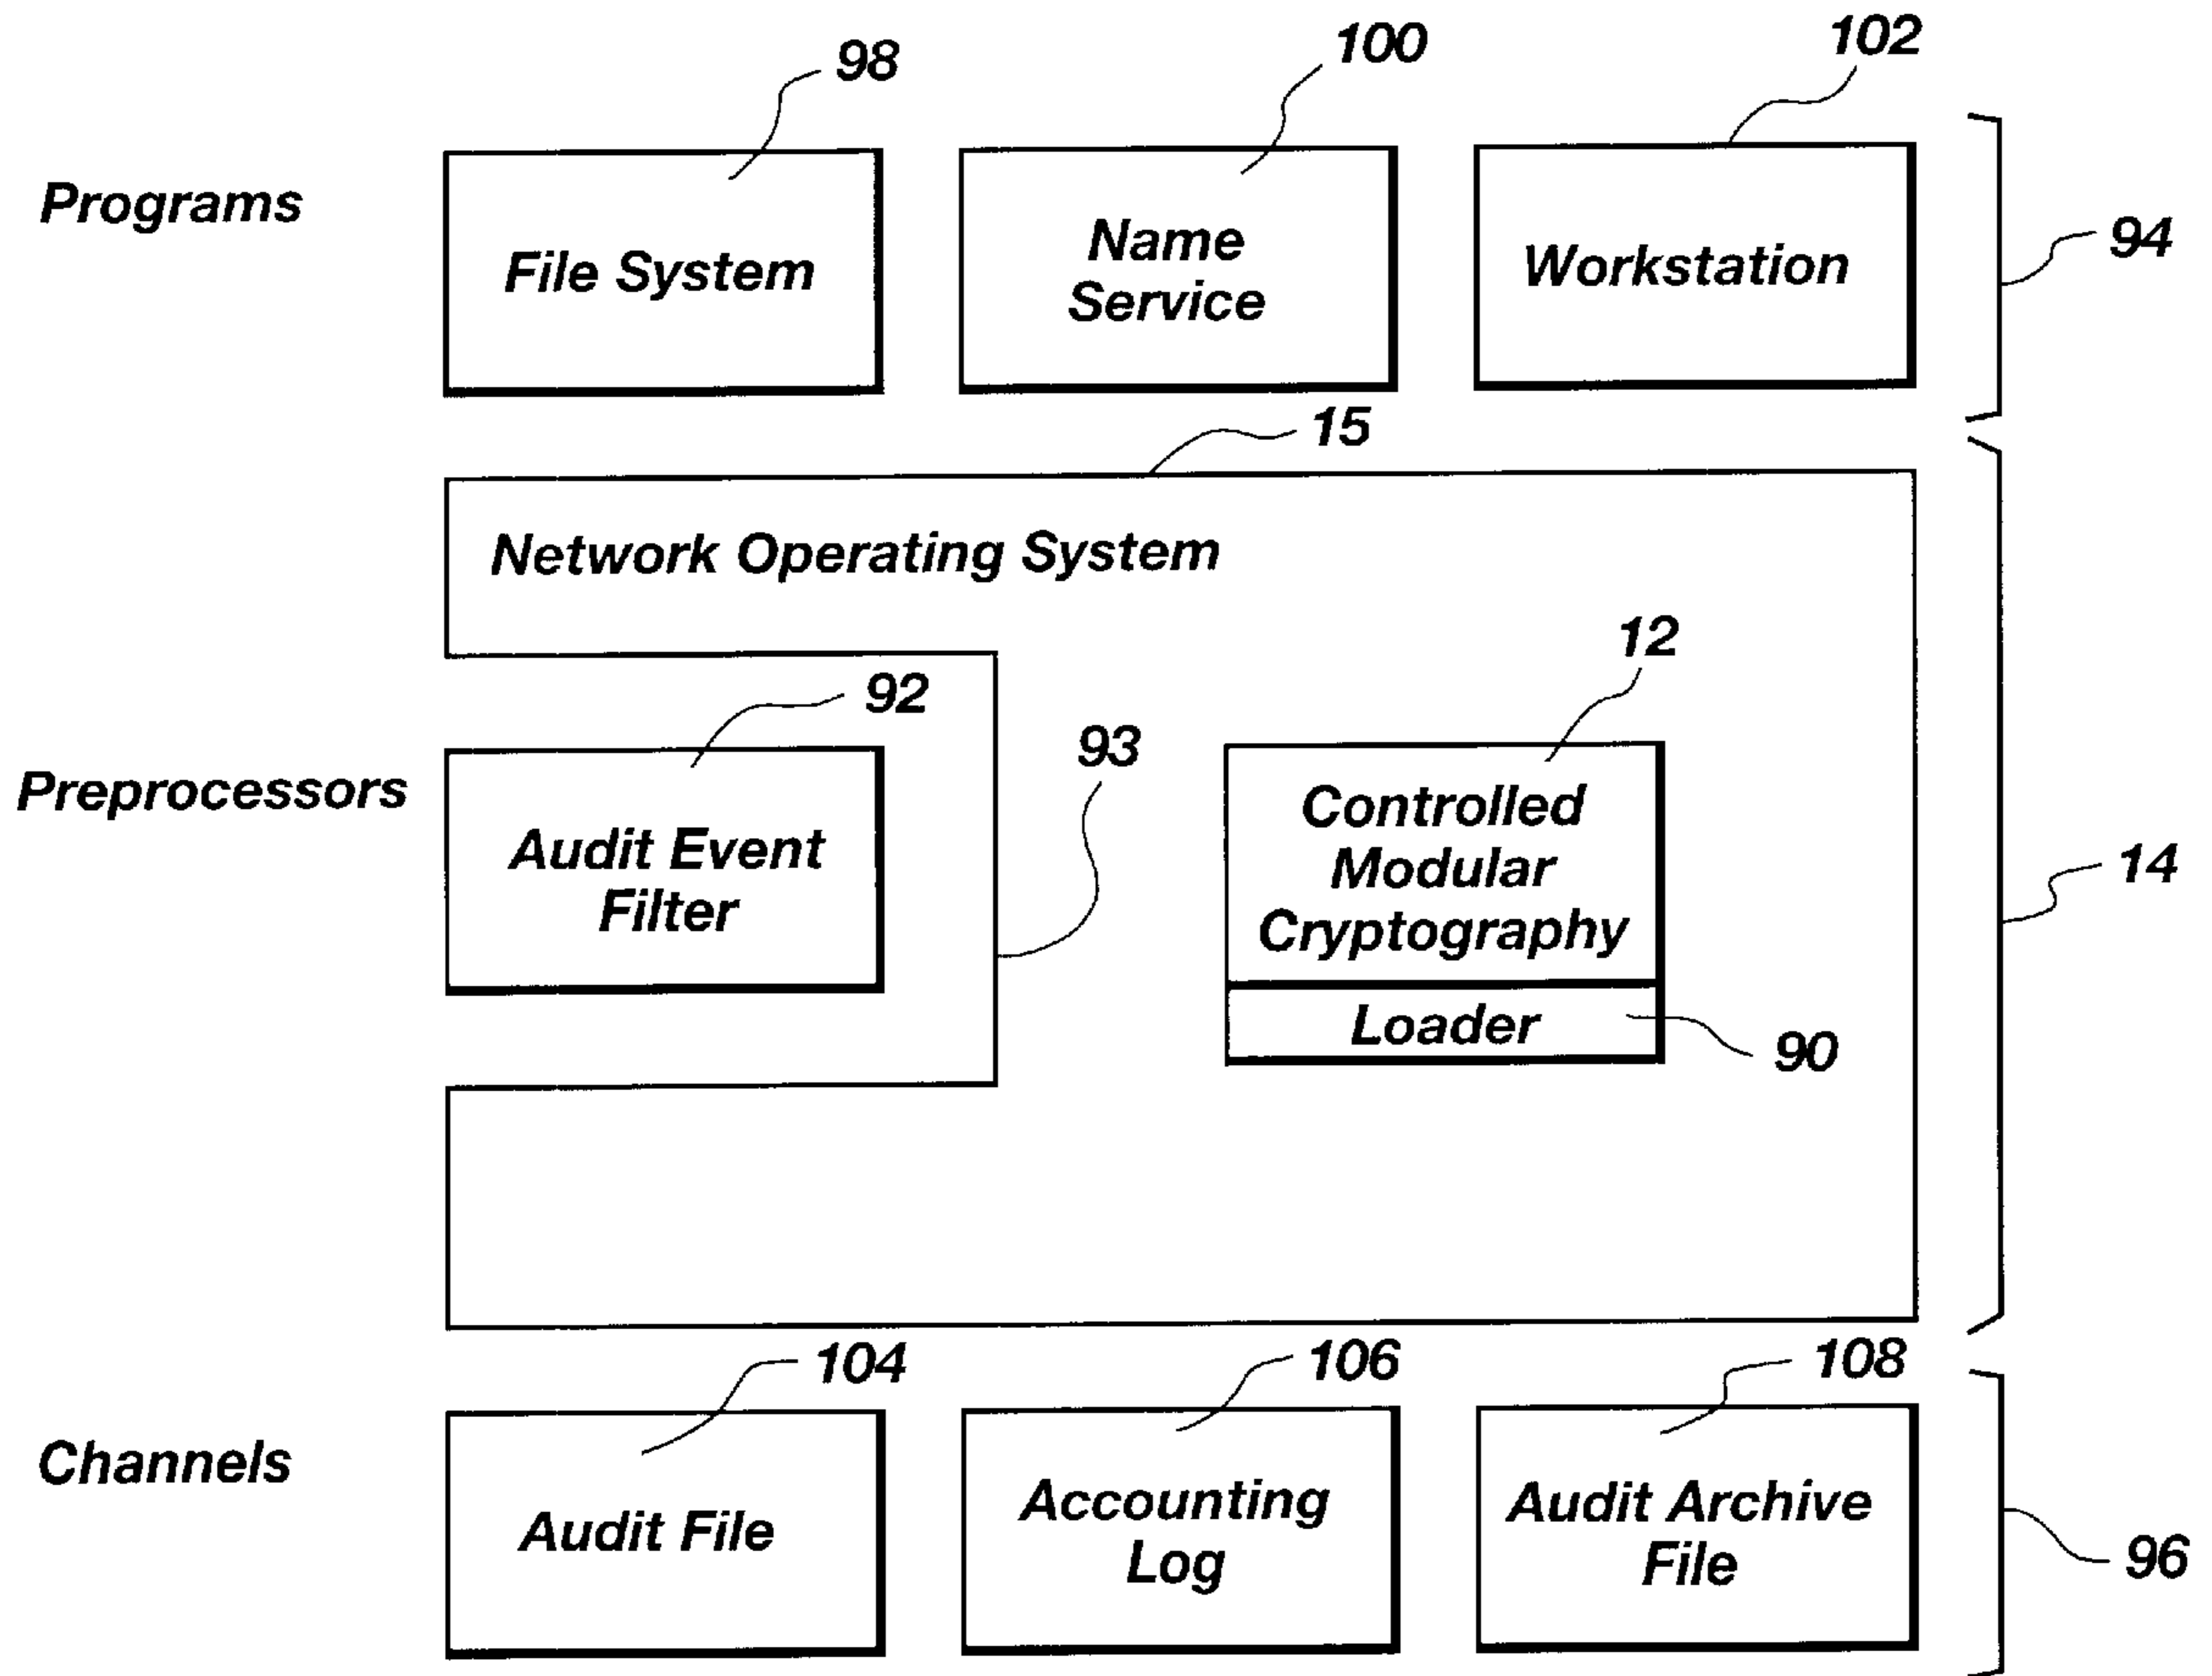 98
100
102
Programs
File System
Name
Service
Workstation
94
15
Network Operating System
12
92
93
Preprocessors
Audit Event
Filter
Controlled
Modular
Cryptography
14
Loader
90
104
106
108
Channels
Audit File
Accounting
Log
Audit Archive
File
96